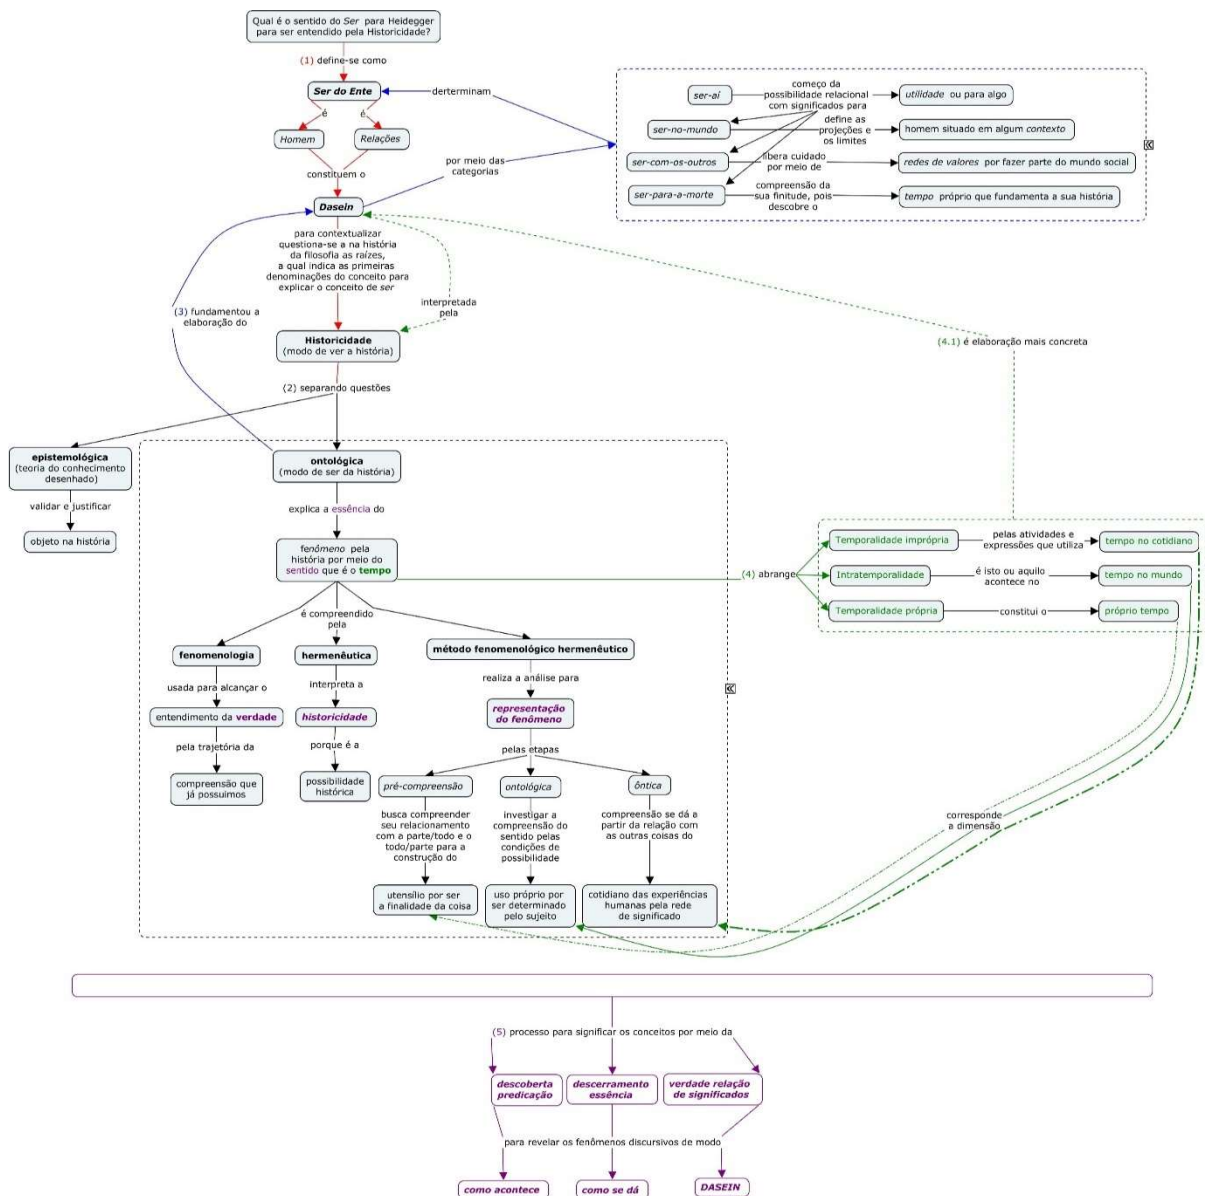 Qual é o sentido do Ser para Heidegger
para ser entendido pela Historicidade?
(1) define-se como
Ser do Ente
é
é
Homem
Relações
constituem o
Dasein
derterminam
por meio das
categorias
ser-aí
começo da
possibilidade relacional
com significados para
utilidade ou para algo
ser-no-mundo
define as
projeções e
os limites
homem situado em algum contexto
ser-com-os-outros
libera cuidado
por meio de
redes de valores por fazer parte do mundo social
ser-para-a-morte
compreensão da
sua finitude, pois
descobre o
tempo próprio que fundamenta a sua história
para contextualizar
questiona-se a na história
da filosofia as raízes,
a qual indica as primeiras
denominações do conceito para
explicar o conceito de ser
interpretada
pela
(3) fundamentou a
elaboração do
Historicidade
(modo de ver a história)
(4.1) é elaboração mais concreta
(2) separando questões
epistemológica
(teoria do conhecimento
desenhado)
validar e justificar
objeto na história
ontológica
(modo de ser da história)
explica a essência do
fenômeno pela
história por meio do
sentido que é o tempo
(4) abrange
Temporalidade imprópria
pelas atividades e
expressões que utiliza
tempo no cotidiano
Intratemporalidade
é isto ou aquilo
acontece no
tempo no mundo
Temporalidade própria
constitui o
próprio tempo
é compreendido
pela
fenomenologia
hermenêutica
método fenomenológico hermenêutico
usada para alcançar o
interpreta a
realiza a análise para
entendimento da verdade
historicidade
representação
do fenômeno
pela trajetória da
porque é a
pelas etapas
compreensão que
já possuimos
possibilidade
histórica
pré-compreensão
ontológica
ôntica
busca compreender
seu relacionamento
com a parte/todo e o
todo/parte para a
construção do
investigar a
compreensão do
sentido pelas
condições de
possibilidade
compreensão se dá a
partir da relação com
as outras coisas do
corresponde
a dimensão
utensílio por ser
a finalidade da coisa
uso próprio por
ser determinado
pelo sujeito
cotidiano das experiências
humanas pela rede
de significado
(5) processo para significar os conceitos por meio da
descoberta
predicação
descerramento
essência
verdade relação
de significados
para revelar os fenômenos discursivos de modo
como acontece
como se dá
DASEIN